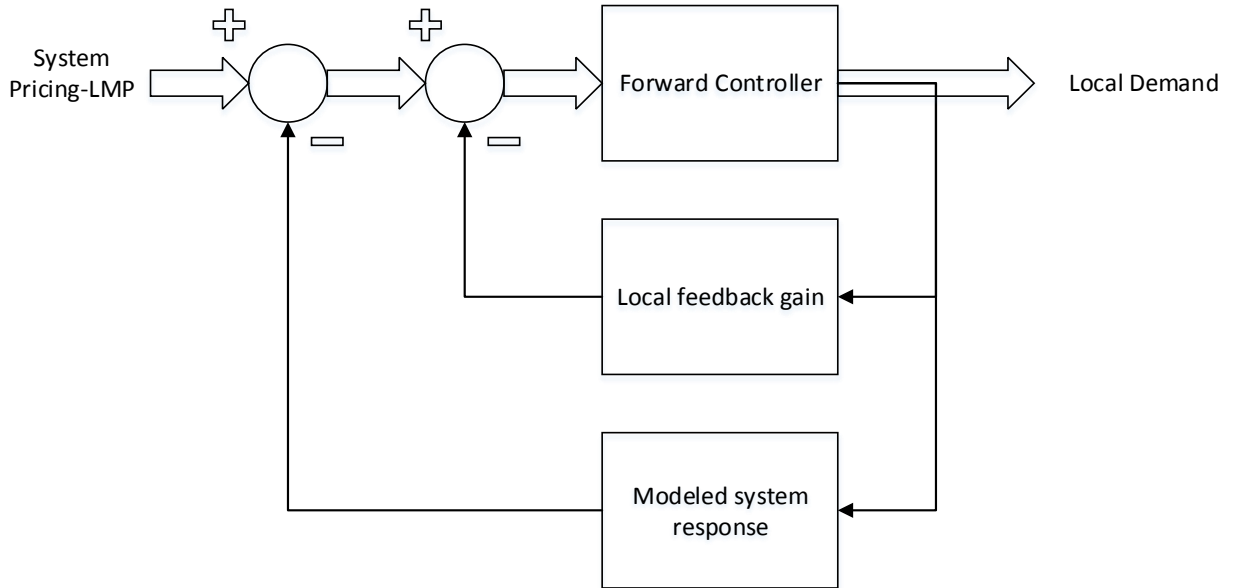 System
Pricing-LMP
Forward Controller
Local Demand
Local feedback gain
Modeled system
response